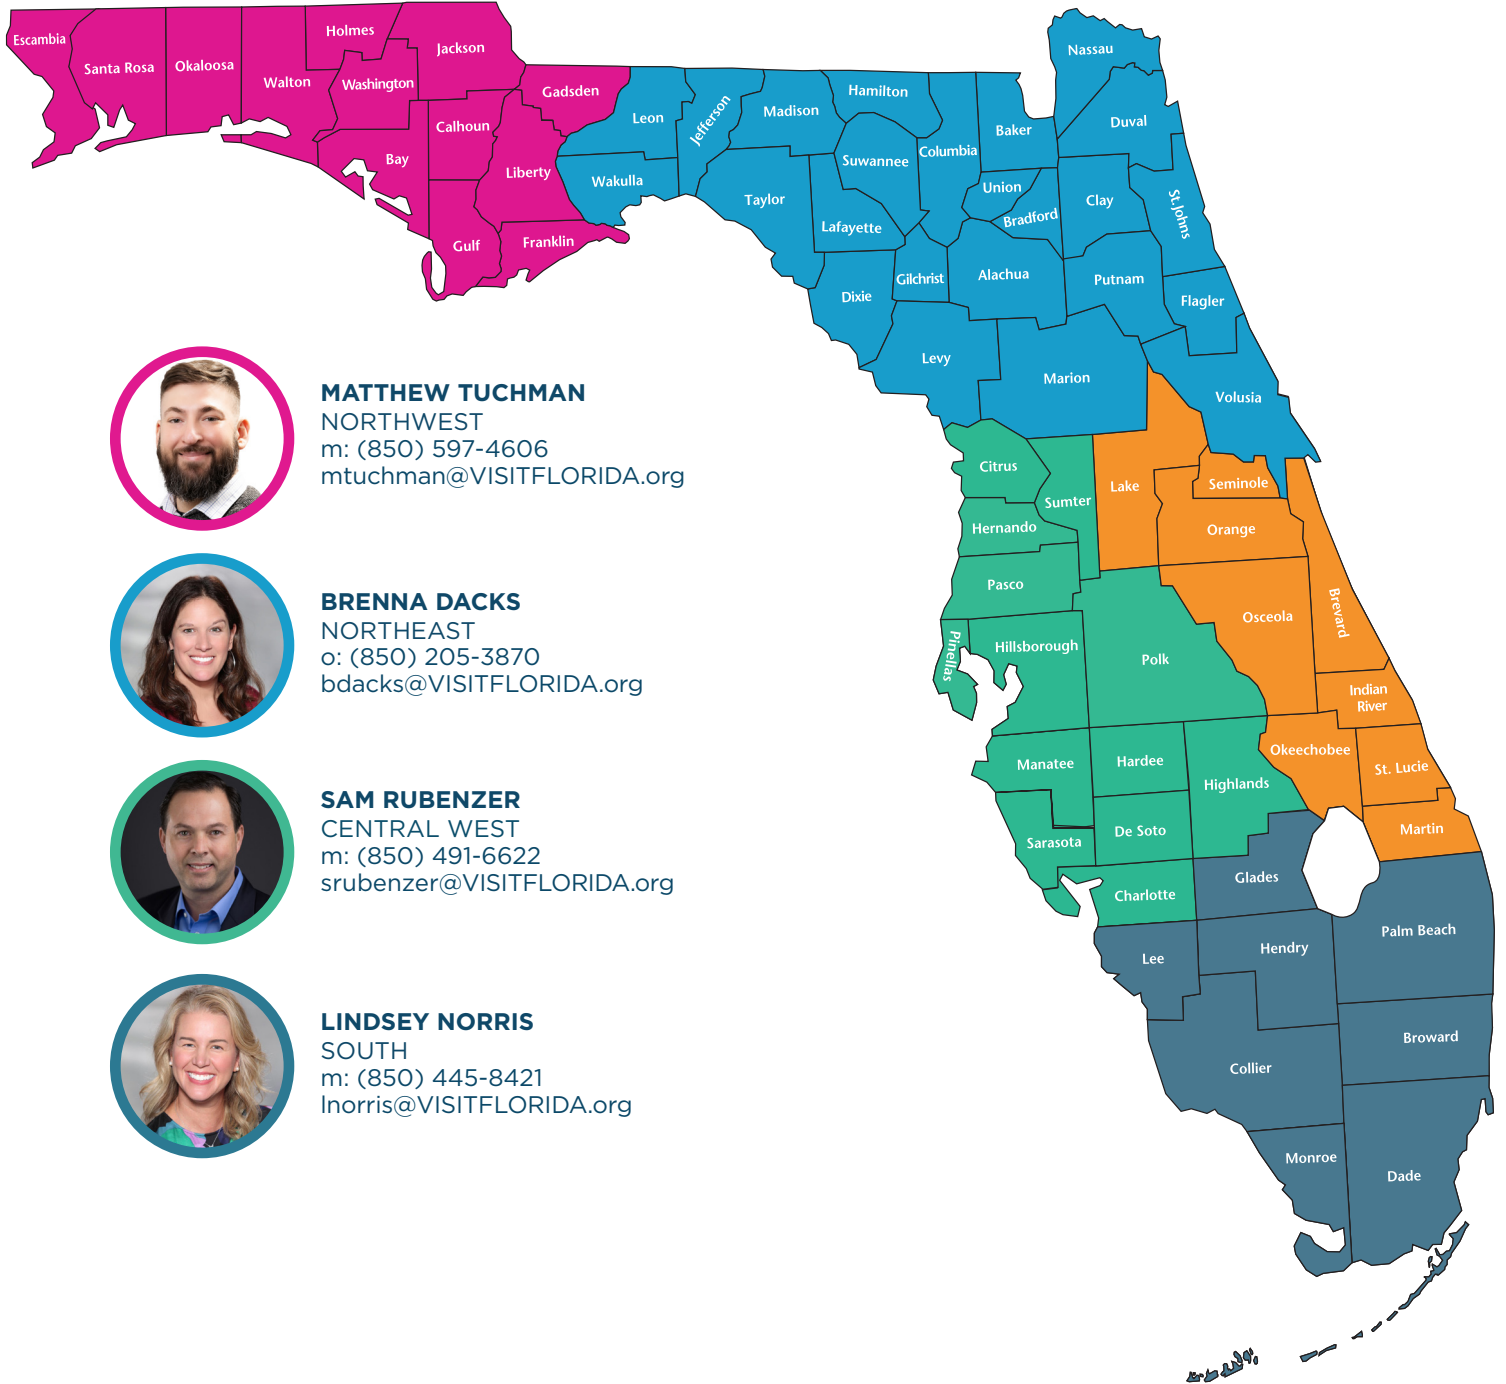 Escambia
Santa Rosa
Okaloosa
Walton
Holmes
Washington
Jackson
Calhoun
Bay
Gadsden
Liberty
Gulf
Franklin
Leon
Wakulla
Jefferson
Madison
Hamilton
Taylor
Suwannee
Lafayette
Columbia
Baker
Nassau
Duval
Union
Bradford
Clay
St.Johns
Dixie
Gilchrist
Alachua
Putnam
Flagler
Levy
Marion
Volusia
Citrus
Sumter
Lake
Seminole
Orange
Hernando
Pasco
Pinellas
Hillsborough
Polk
Osceola
Brevard
Indian
River
Manatee
Hardee
Highlands
Okeechobee
St. Lucie
Sarasota
De Soto
Martin
Charlotte
Glades
Lee
Hendry
Palm Beach
Collier
Broward
Monroe
Dade
MATTHEW TUCHMAN
NORTHWEST
m: (850) 597-4606
mtuchman@VISITFLORIDA.org
BRENNA DACKS
NORTHEAST
o: (850) 205-3870
bdacks@VISITFLORIDA.org
SAM RUBENZER
CENTRAL WEST
m: (850) 491-6622
srubenzer@VISITFLORIDA.org
LINDSEY NORRIS
SOUTH
m: (850) 445-8421
lnorris@VISITFLORIDA.org